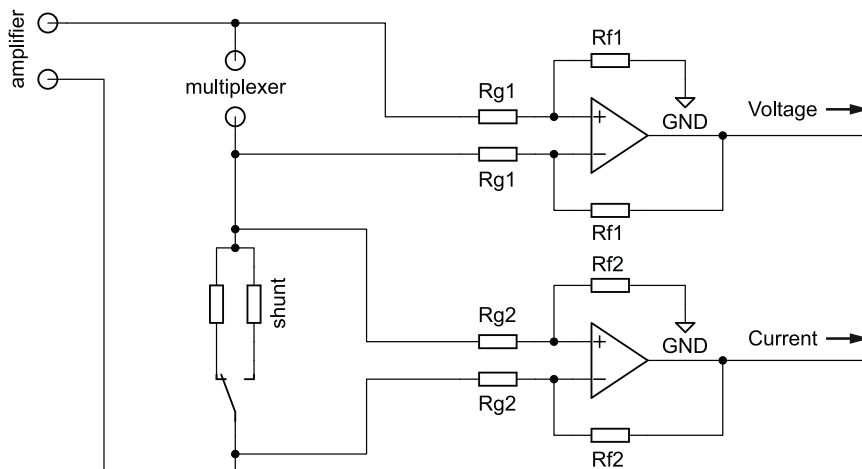 amplifier
multiplexer
Rg1
Rf1
+
−
GND
Voltage
Rg1
Rf1
shunt
Rf2
Rg2
+
−
GND
Current
Rg2
Rf2